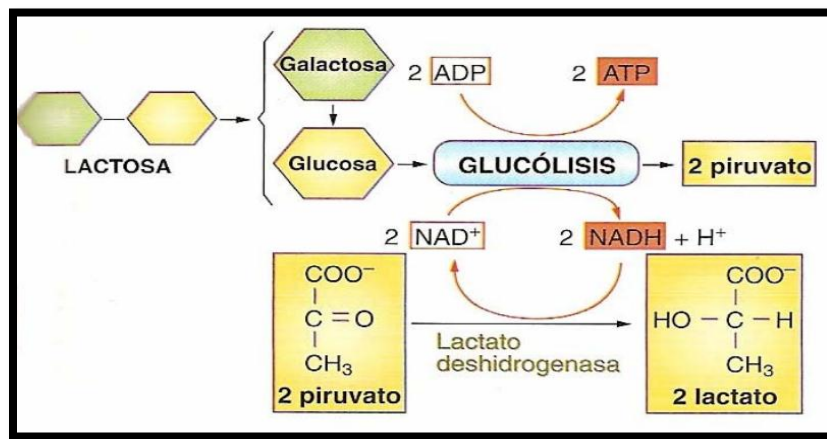 Galactosa
2 ADP
2 ATP
LACTOSA
Glucosa
GLUCÓLISIS
2 piruvato
2 NAD⁺
2 NADH + H⁺
COO⁻
C = O
CH₃
2 piruvato
Lactato
deshidrogenasa
COO⁻
HO – C – H
CH₃
2 lactato